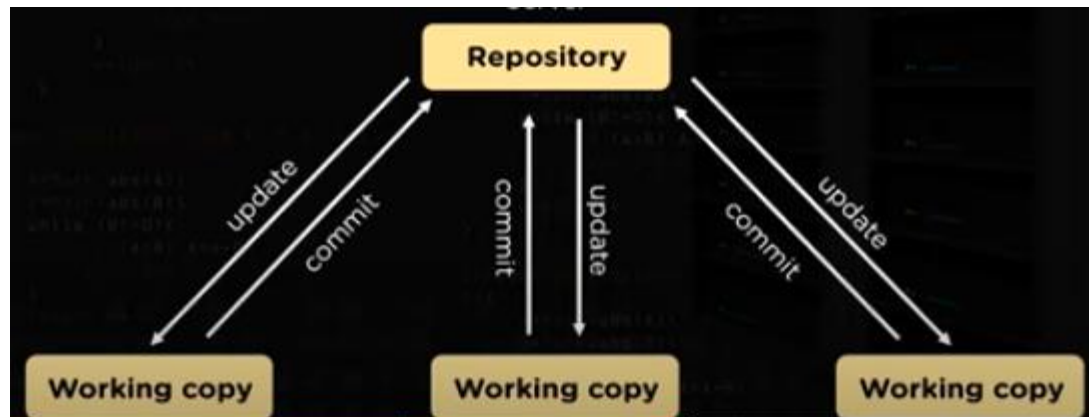 Repository
update
commit
commit
update
update
commit
Working copy
Working copy
Working copy